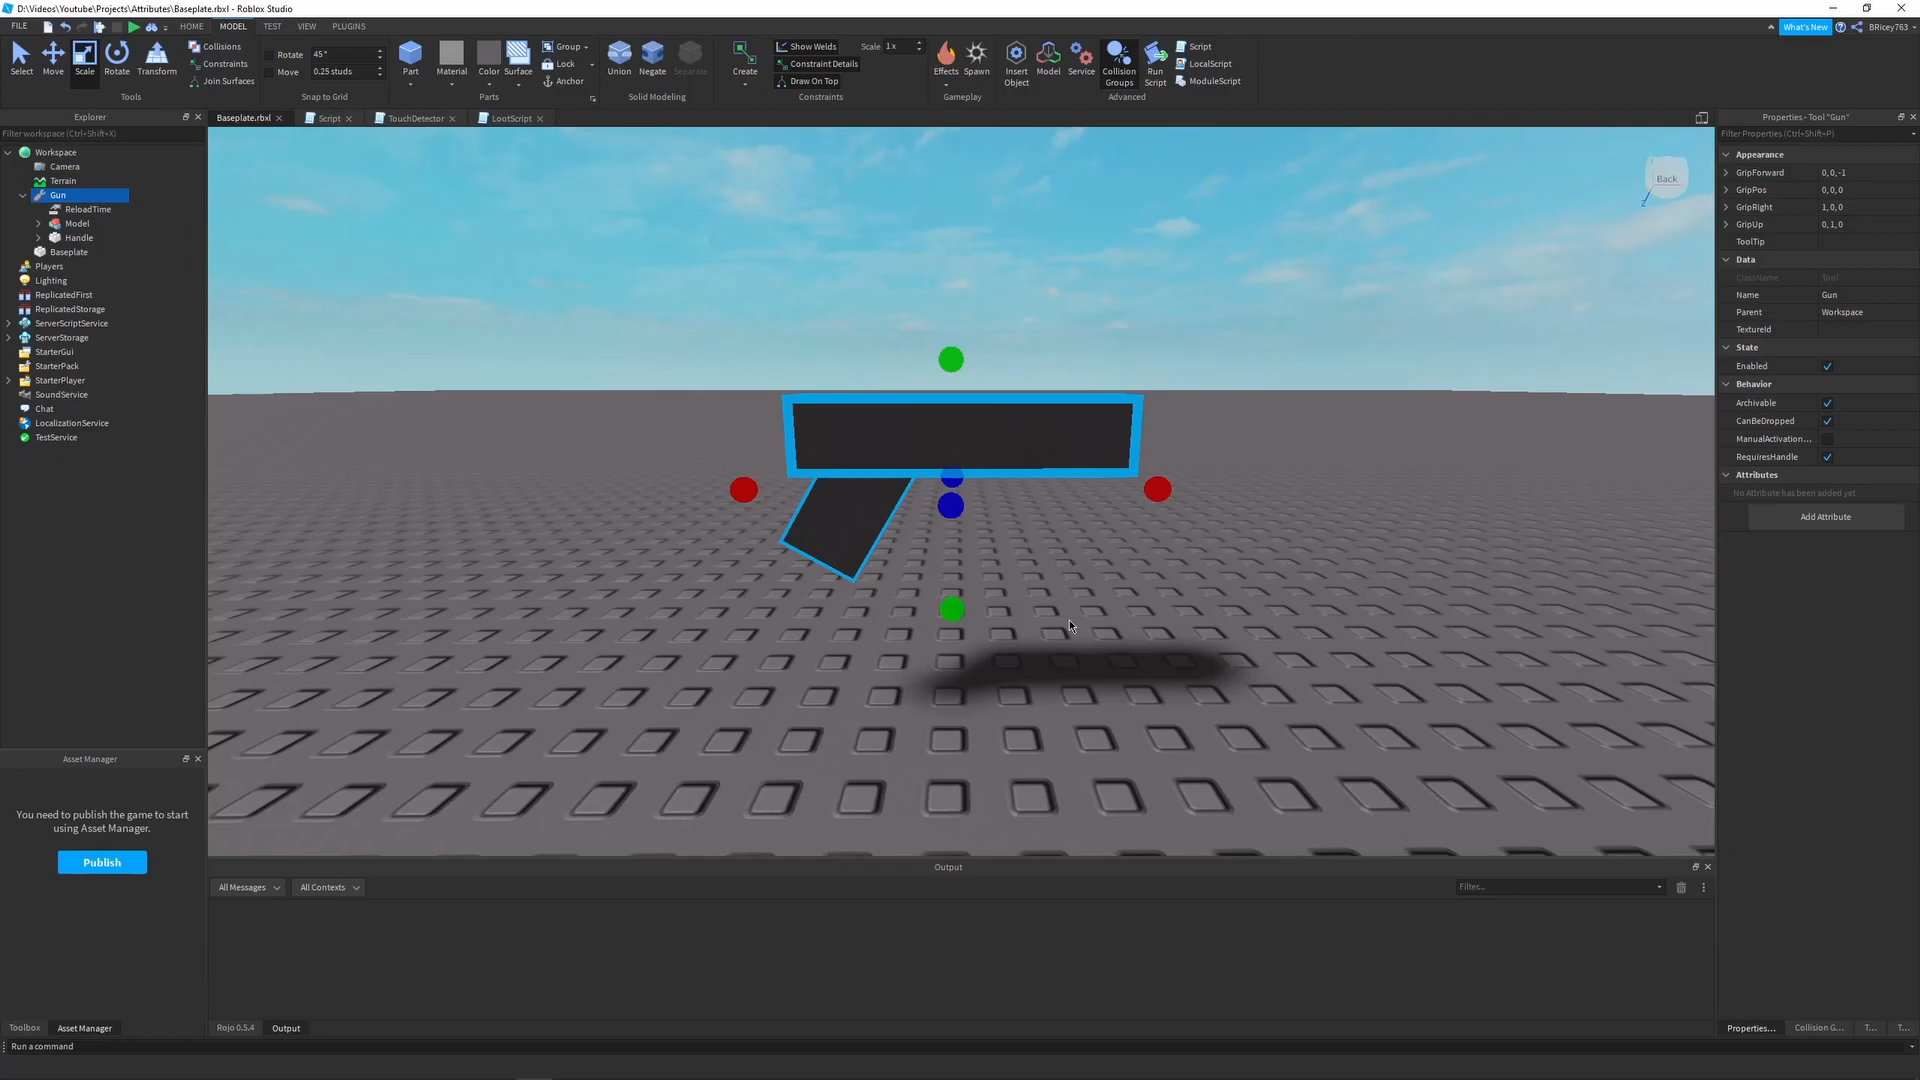 D:\Videos\Youtube\Projects\Attributes\Baseplate.rbxl - Roblox Studio
FILE HOME MODEL TEST VIEW PLUGINS What's New BRicey763
Select Move Scale Rotate Transform
Collisions
Constraints
Join Surfaces
Tools
Rotate 45°
Move 0.25 studs
Snap to Grid
Part Material Color Surface
Group
Lock
Anchor
Parts
Union Negate Separate
Solid Modeling
Create
Show Welds
Constraint Details
Draw On Top
Scale 1 x
Constraints
Effects Spawn
Gameplay
Insert Object
Model
Service
Collision Groups
Run Script
Script
LocalScript
ModuleScript
Advanced
Explorer
Filter workspace (Ctrl+Shift+X)
Workspace
Camera
Terrain
Gun
ReloadTime
Model
Handle
Baseplate
Players
Lighting
ReplicatedFirst
ReplicatedStorage
ServerScriptService
ServerStorage
StarterGui
StarterPack
StarterPlayer
SoundService
Chat
LocalizationService
TestService
Asset Manager
You need to publish the game to start
using Asset Manager.
Publish
Toolbox Asset Manager
Baseplate.rbxl Script TouchDetector LootScript
Back
Z
Output
All Messages All Contexts Filter...
Rojo 0.5.4 Output
Properties - Tool "Gun"
Filter Properties (Ctrl+Shift+P)
Appearance
GripForward 0, 0, -1
GripPos 0, 0, 0
GripRight 1, 0, 0
GripUp 0, 1, 0
ToolTip
Data
ClassName Tool
Name Gun
Parent Workspace
TextureId
State
Enabled
Behavior
Archivable
CanBeDropped
ManualActivation...
RequiresHandle
Attributes
No Attribute has been added yet
Add Attribute
Properties... Collision G... T... T...
Run a command